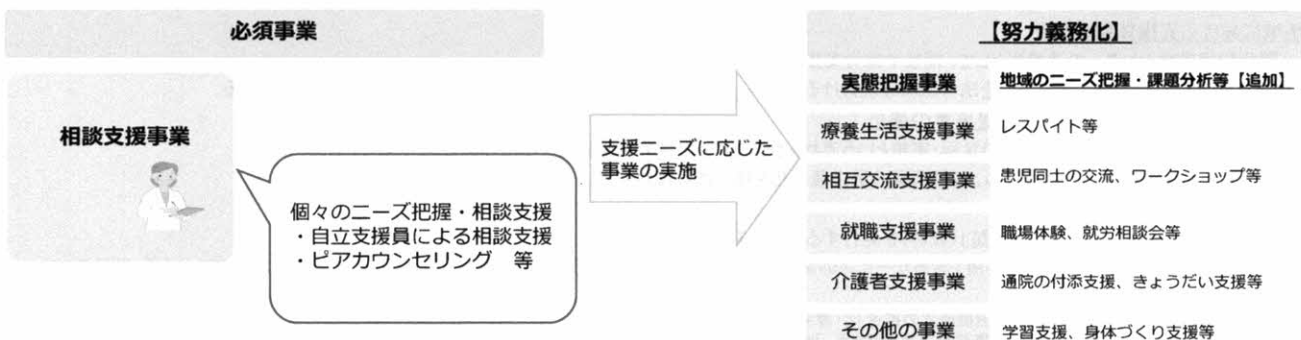 必須事業
相談支援事業
個々のニーズ把握・相談支援
・自立支援員による相談支援
・ピアカウンセリング　等
支援ニーズに応じた
事業の実施
【努力義務化】
実態把握事業　地域のニーズ把握・課題分析等【追加】
療養生活支援事業　レスパイト等
相互交流支援事業　患児同士の交流、ワークショップ等
就職支援事業　職場体験、就労相談会等
介護者支援事業　通院の付添支援、きょうだい支援等
その他の事業　学習支援、身体づくり支援等